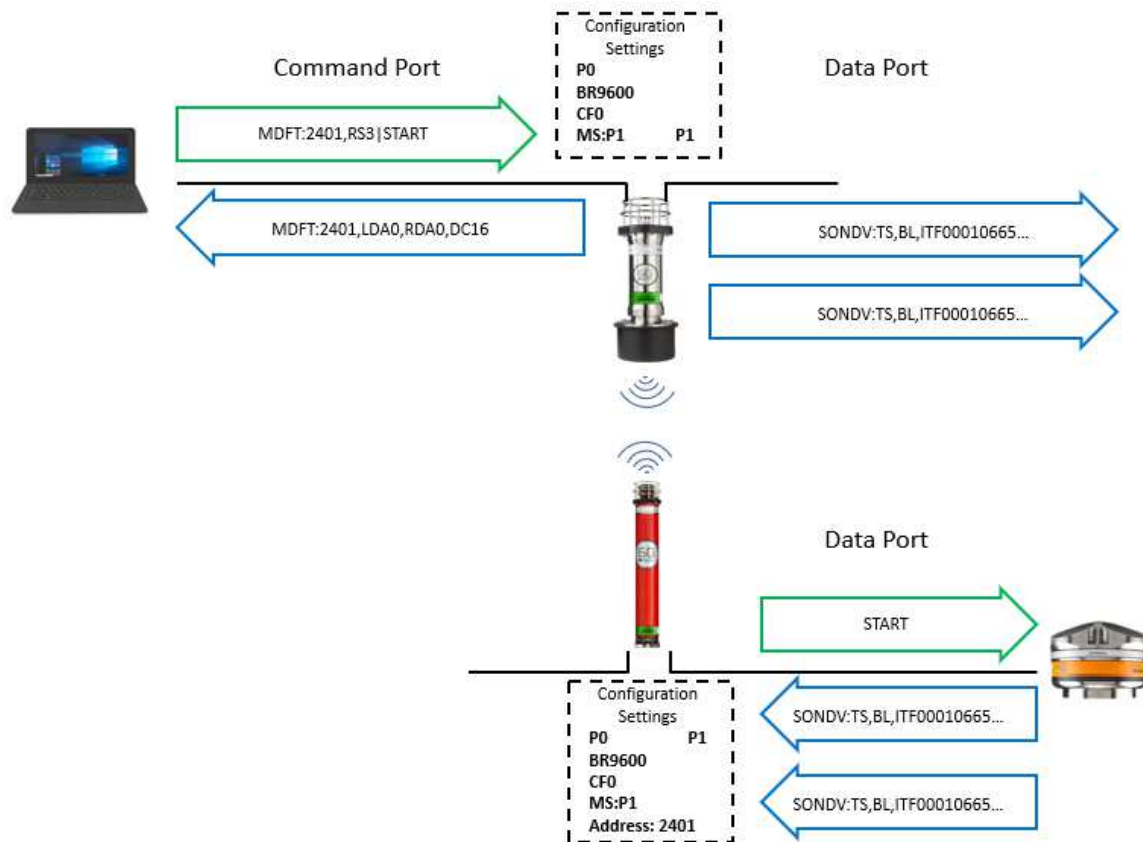 Configuration
Settings
P0
BR9600
CF0
MS:P1 P1
Command Port
Data Port
MDFT:2401,RS3|START
MDFT:2401,LDA0,RDA0,DC16
SONDV:TS,BL,ITF00010665...
SONDV:TS,BL,ITF00010665...
Data Port
START
Configuration
Settings
P0 P1
BR9600
CF0
MS:P1
Address: 2401
SONDV:TS,BL,ITF00010665...
SONDV:TS,BL,ITF00010665...